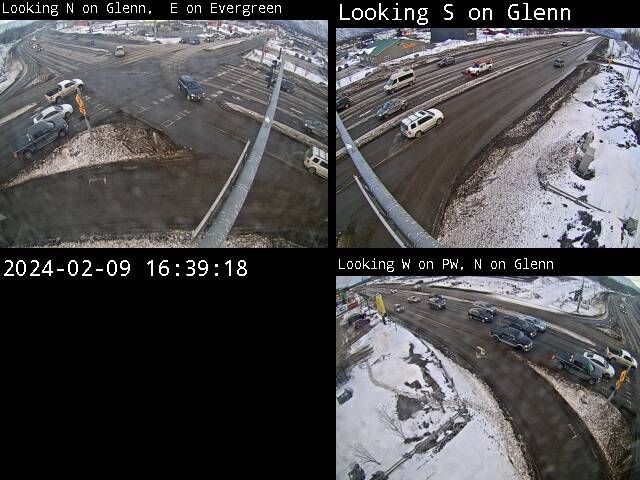 Looking N on Glenn,  E on Evergreen
Looking S on Glenn
2024-02-09 16:39:18
Looking W on PW, N on Glenn